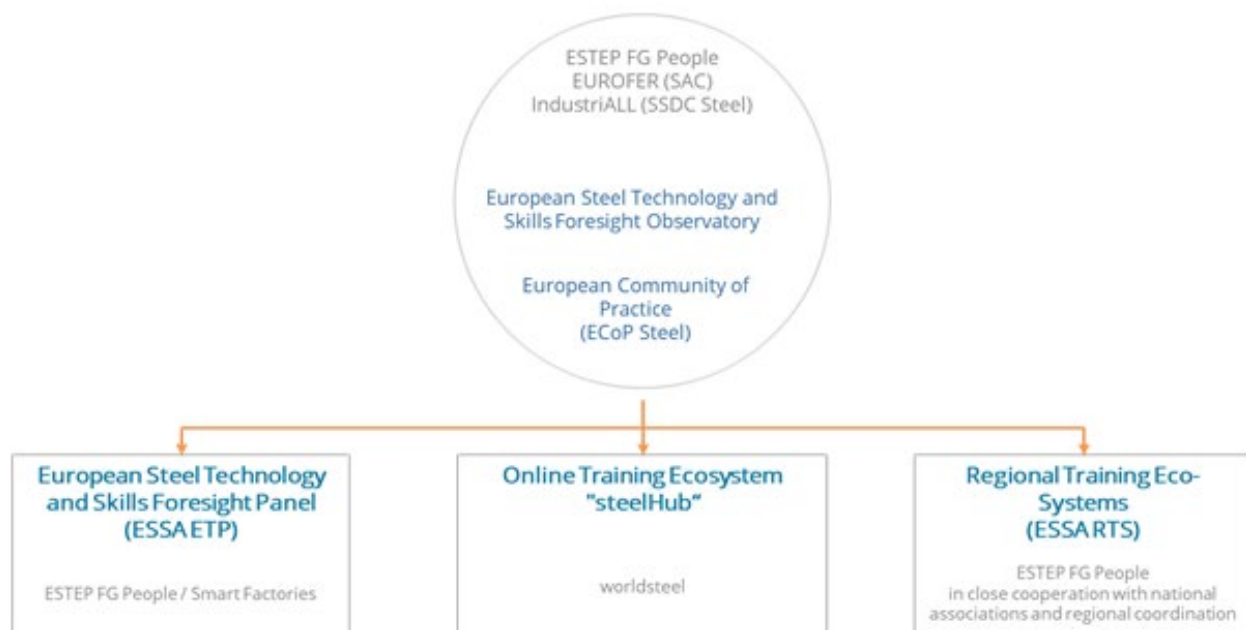 ESTEP FG People
EUROFER (SAC)
IndustriALL (SSDC Steel)
European Steel Technology and
Skills Foresight Observatory
European Community of
Practice
(ECoP Steel)
European Steel Technology
and Skills Foresight Panel
(ESSA ETP)
ESTEP FG People / Smart Factories
Online Training Ecosystem
"steelHub“
worldsteel
Regional Training Eco-
Systems
(ESSA RTS)
ESTEP FG People
in close cooperation with national
associations and regional coordination